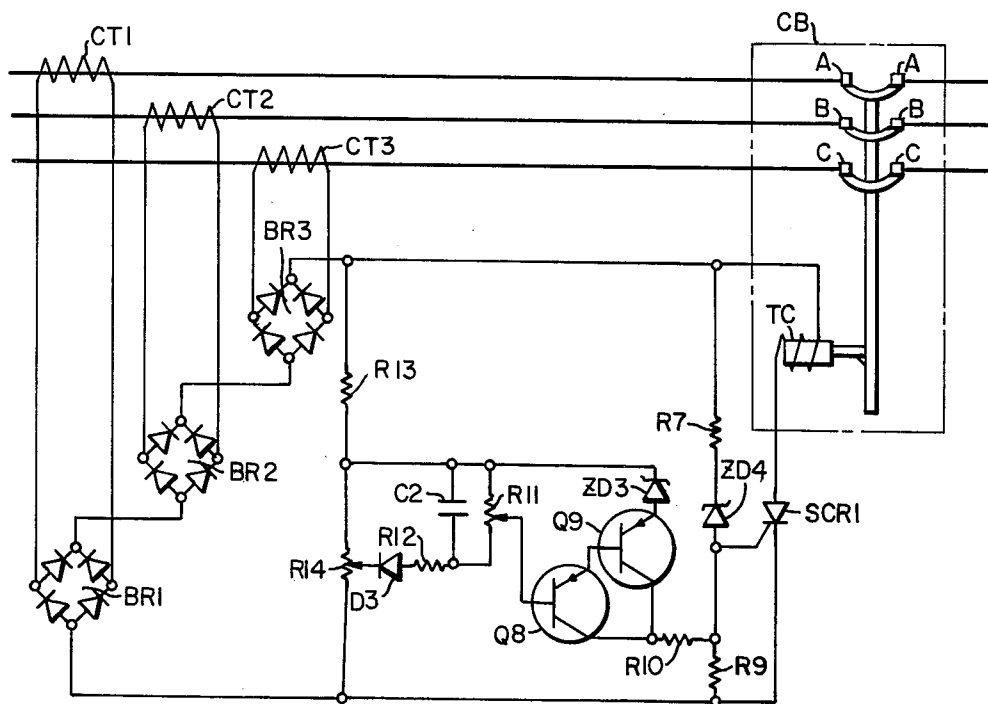 CT1
CB
A A
CT2
B B
CT3
C C
BR3
TC
R13
R7
BR2
C2
R11
ZD3
ZD4
Q9
SCR1
R12
R14
D3
BR1
Q8
R10
R9